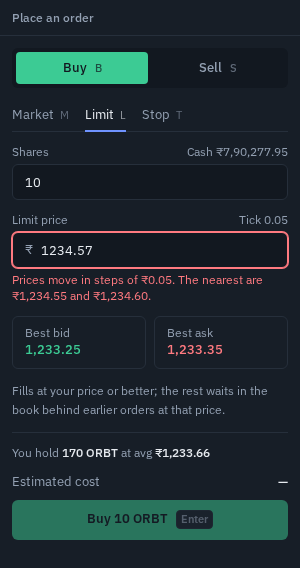 Place an order
Buy B Sell S
Market M Limit L Stop T
Shares Cash ₹7,90,277.95
10
Limit price Tick 0.05
₹ 1234.57
Prices move in steps of ₹0.05. The nearest are
₹1,234.55 and ₹1,234.60.
Best bid Best ask
1,233.25 1,233.35
Fills at your price or better; the rest waits in the
book behind earlier orders at that price.
You hold 170 ORBT at avg ₹1,233.66
Estimated cost —
Buy 10 ORBT Enter